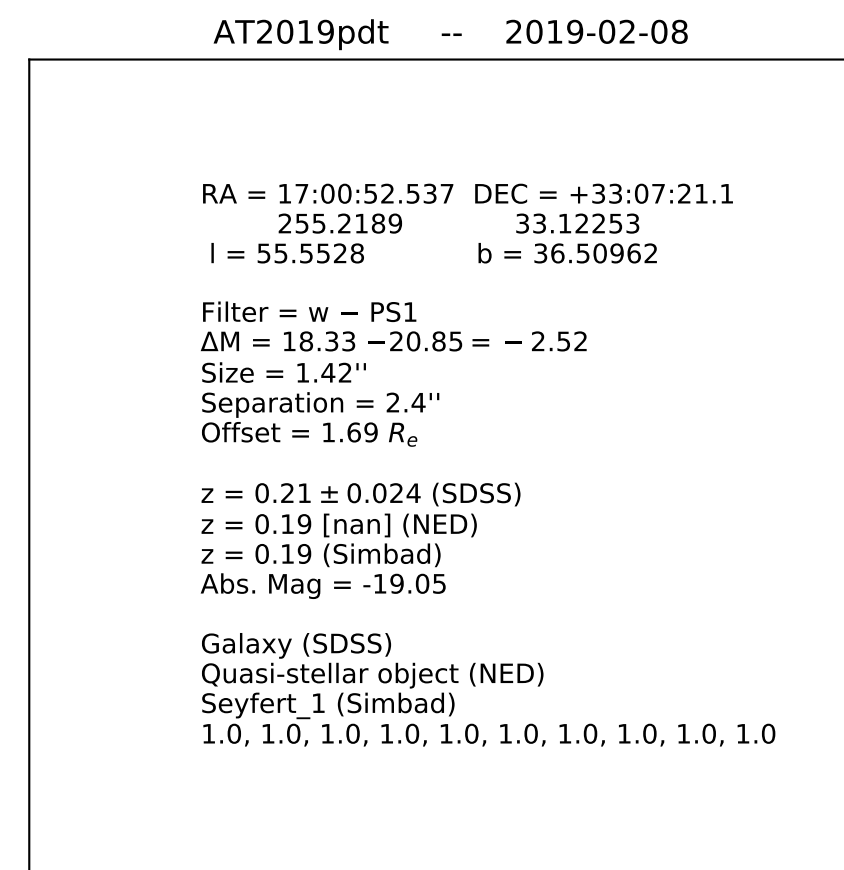 AT2019pdt -- 2019-02-08
RA = 17:00:52.537 DEC = +33:07:21.1
255.2189 33.12253
l = 55.5528 b = 36.50962
Filter = w − PS1
ΔM = 18.33 −20.85 = − 2.52
Size = 1.42''
Separation = 2.4''
Offset = 1.69 Rₑ
z = 0.21 ± 0.024 (SDSS)
z = 0.19 [nan] (NED)
z = 0.19 (Simbad)
Abs. Mag = -19.05
Galaxy (SDSS)
Quasi-stellar object (NED)
Seyfert_1 (Simbad)
1.0, 1.0, 1.0, 1.0, 1.0, 1.0, 1.0, 1.0, 1.0, 1.0